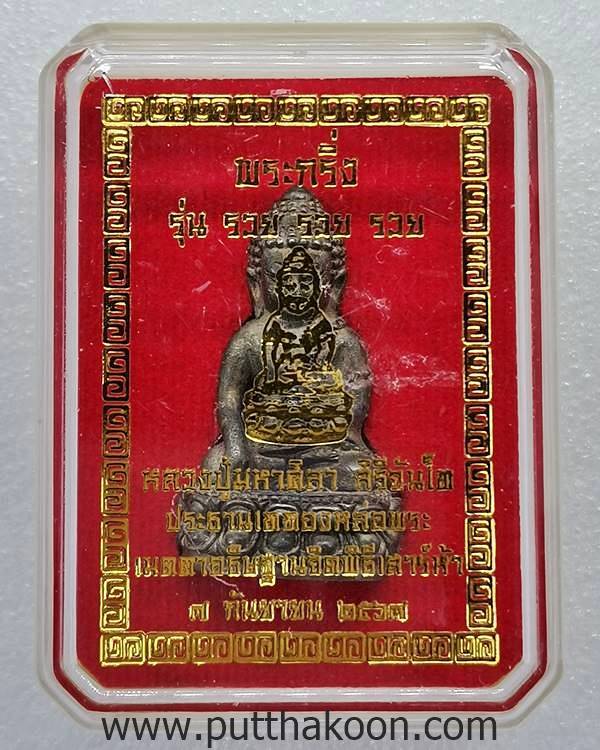 พระกริ่ง
รุ่น รวย รวย รวย
หลวงปู่มหาศิลา สิริจันโท
ประธานเททองหล่อพระ
เมตตาอธิษฐานจิตพิธีเสาร์ห้า
๗ กันยายน ๒๕๖๗
www.putthakoon.com